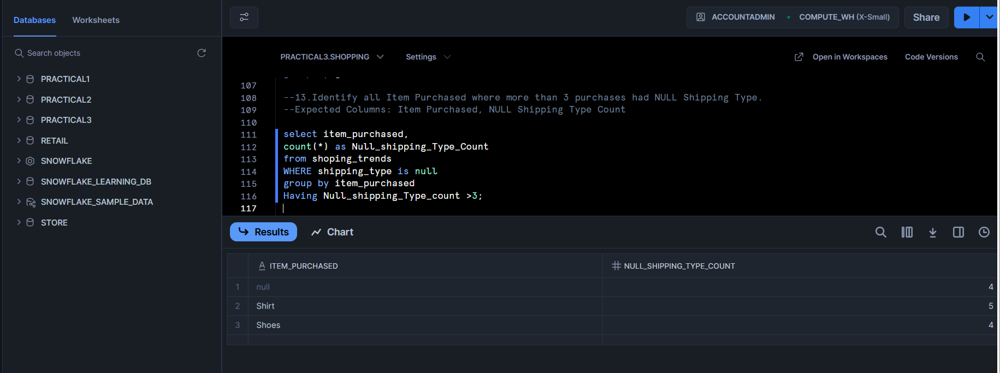 Databases
Worksheets
Search objects
PRACTICAL1
PRACTICAL2
PRACTICAL3
RETAIL
SNOWFLAKE
SNOWFLAKE_LEARNING_DB
SNOWFLAKE_SAMPLE_DATA
STORE
ACCOUNTADMIN • COMPUTE_WH (X-Small)
Share
PRACTICAL3.SHOPPING
Settings
Open in Workspaces
Code Versions
107
108 --13.Identify all Item Purchased where more than 3 purchases had NULL Shipping Type.
109 --Expected Columns: Item Purchased, NULL Shipping Type Count
110
111 select item_purchased,
112 count(*) as Null_shipping_Type_Count
113 from shoping_trends
114 WHERE shipping_type is null
115 group by item_purchased
116 Having Null_shipping_Type_count >3;
117
Results
Chart
ITEM_PURCHASED NULL_SHIPPING_TYPE_COUNT
1 null 4
2 Shirt 5
3 Shoes 4